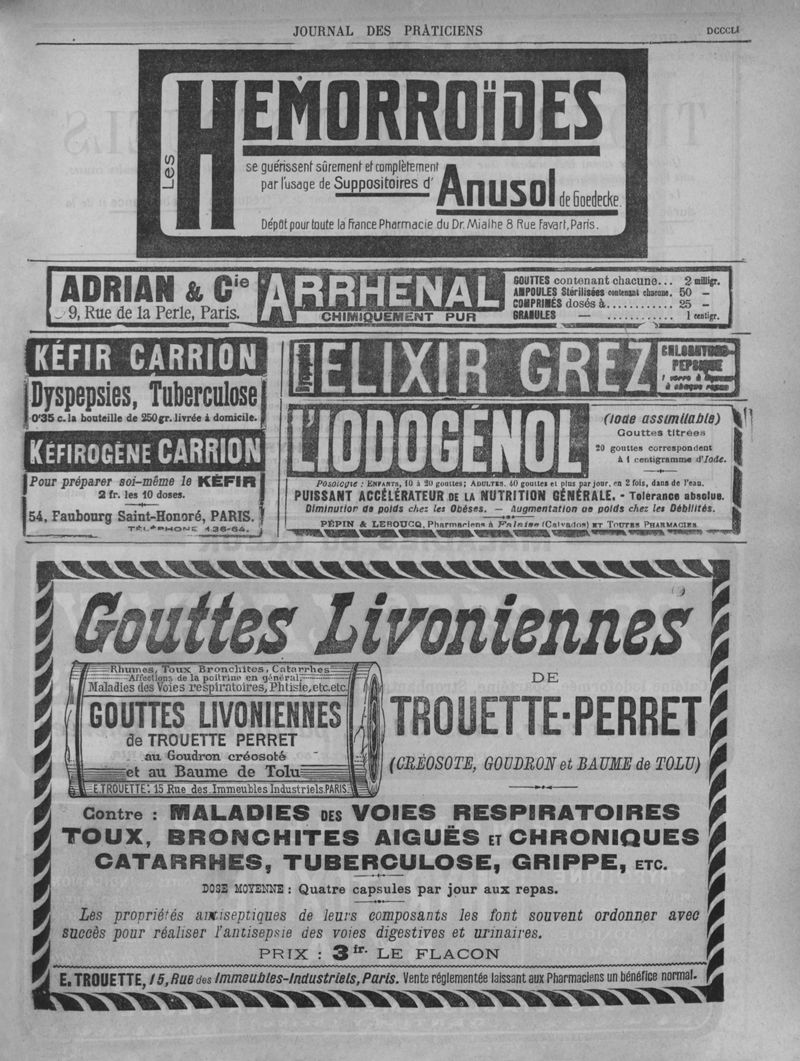 JOURNAL DES PRATICIENS
DCCCLI
LES HEMORROÏDES
se guérissent sûrement et complètement
par l'usage de Suppositoires d' Anusol de Goedecke.
Dépôt pour toute la France Pharmacie du Dr. Mialhe 8 Rue Favart, Paris.
ADRIAN & Cie
9, Rue de la Perle, Paris.
ARRHENAL
CHIMIQUEMENT PUR
GOUTTES contenant chacune... 2 milligr.
AMPOULES Stérilisées contenant chacune. 50 —
COMPRIMÉS dosés à........... 25 —
GRANULES — ............ 1 centigr.
KÉFIR CARRION
Dyspepsies, Tuberculose
0'35 c. la bouteille de 250gr. livrée à domicile.
KÉFIROGÈNE CARRION
Pour préparer soi-même le KÉFIR
2 fr. les 10 doses.
54, Faubourg Saint-Honoré, PARIS.
TÉLÉPHONE 136-64.
ELIXIR GREZ
CHLORHYDRO-
PEPSIQUE
1 verre à liqueur
à chaque repas
L'IODOGÉNOL
(Iode assimilable)
Gouttes titrées
20 gouttes correspondent
à 1 centigramme d'Iode.
Posologie : ENFANTS, 10 à 20 gouttes; ADULTES, 40 gouttes et plus par jour, en 2 fois, dans de l'eau.
PUISSANT ACCÉLÉRATEUR DE LA NUTRITION GÉNÉRALE. - Tolérance absolue.
Diminution de poids chez les Obèses. — Augmentation de poids chez les Débilités.
PÉPIN & LEBOUCQ, Pharmaciens à Falaise (Calvados) ET TOUTES PHARMACIES
Gouttes Livoniennes
DE
TROUETTE-PERRET
(CRÉOSOTE, GOUDRON et BAUME de TOLU)
Rhumes, Toux Bronchites, Catarrhes
Affections de la poitrine en général,
Maladies des Voies respiratoires, Phtisie, etc. etc.
GOUTTES LIVONIENNES
de TROUETTE PERRET
au Goudron créosoté
et au Baume de Tolu
E. TROUETTE: 15 Rue des Immeubles Industriels. PARIS.
Contre : MALADIES DES VOIES RESPIRATOIRES
TOUX, BRONCHITES AIGUËS ET CHRONIQUES
CATARRHES, TUBERCULOSE, GRIPPE, ETC.
DOSE MOYENNE : Quatre capsules par jour aux repas.
Les propriétés antiseptiques de leurs composants les font souvent ordonner avec
succès pour réaliser l'antisepsie des voies digestives et urinaires.
PRIX : 3 fr. LE FLACON
E. TROUETTE, 15, Rue des Immeubles-Industriels, Paris. Vente réglementée laissant aux Pharmaciens un bénéfice normal.